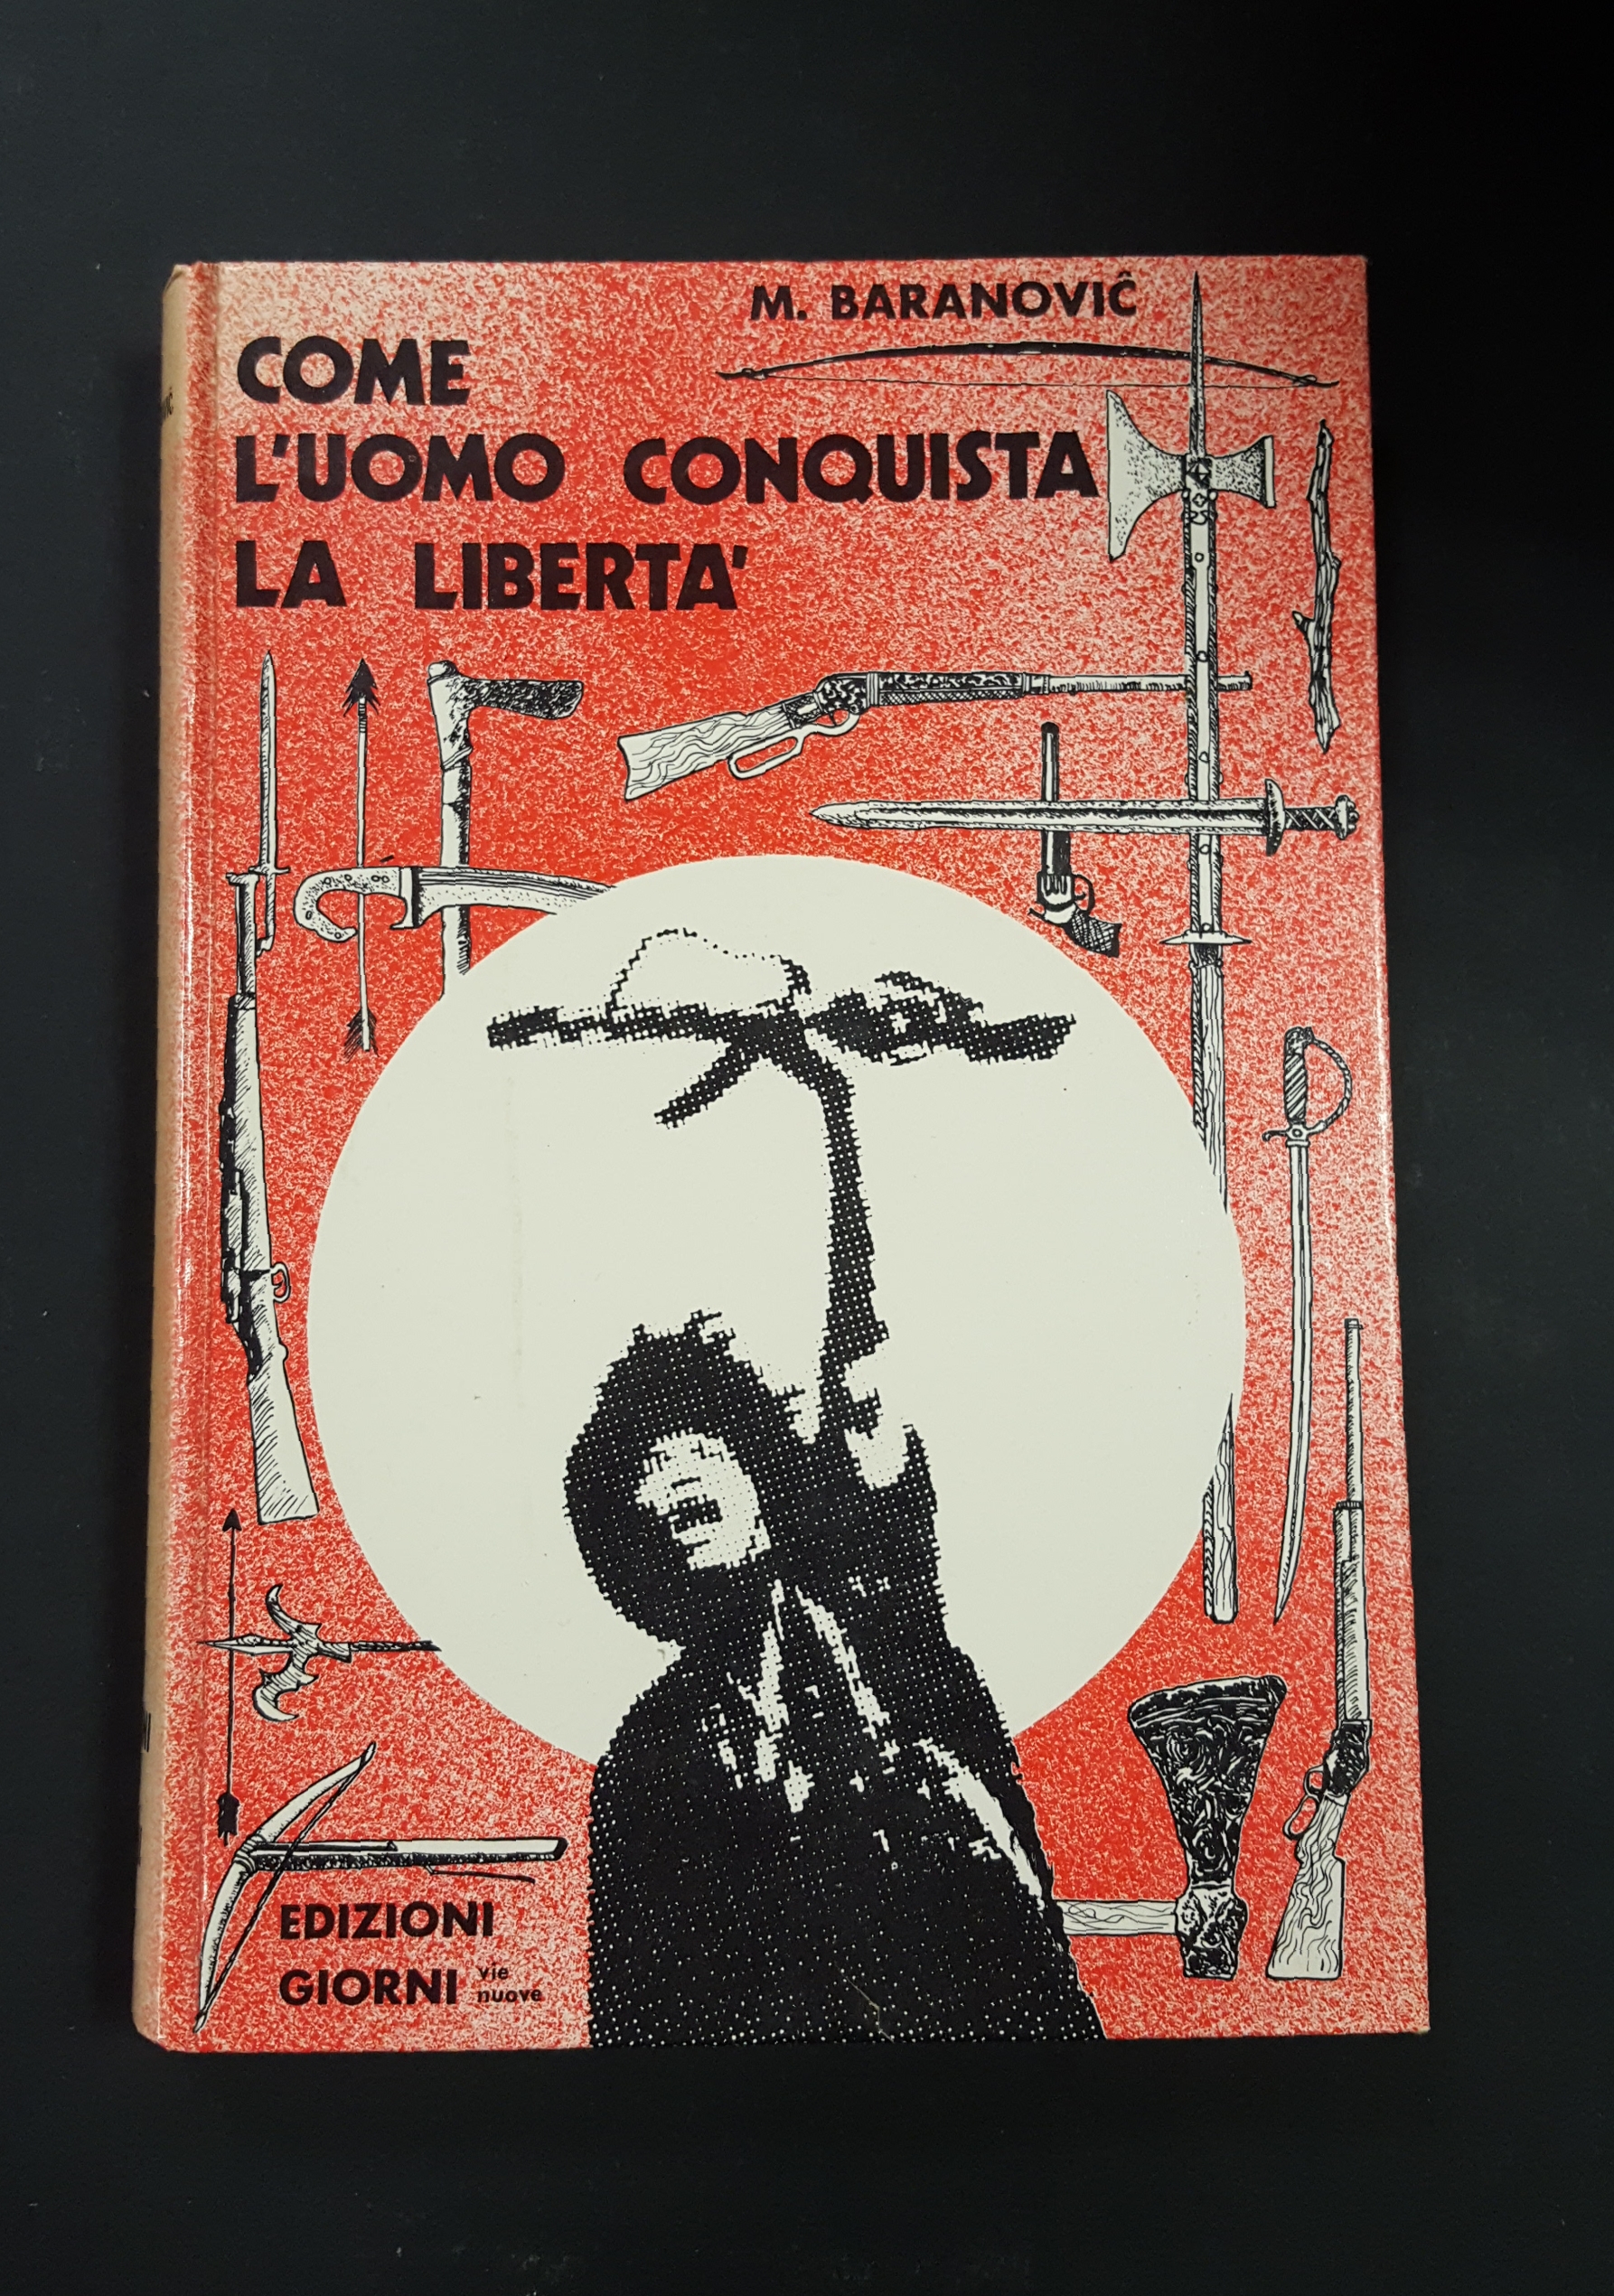 M. BARANOVIĈ
COME
L'UOMO CONQUISTA
LA LIBERTA'
EDIZIONI
GIORNI vie
nuove